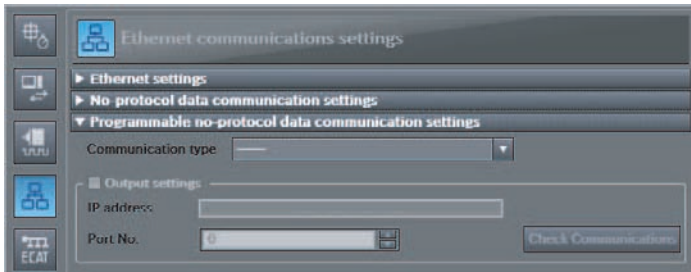 Ethernet communications settings
Ethernet settings
No-protocol data communication settings
Programmable no-protocol data communication settings
Communication type
Output settings
IP address
Port No. 0 Check Communications
ECAT